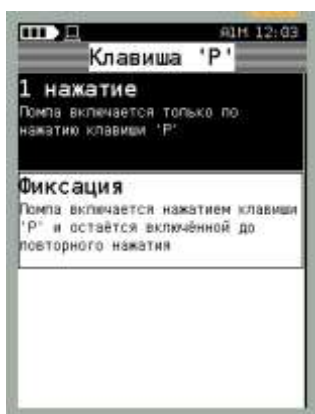 A1M 12:03
Клавиша 'P'
1 нажатие
Помпа включается только по
нажатию клавиши 'P'
Фиксация
Помпа включается нажатием клавиши
'P' и остаётся включённой до
повторного нажатия